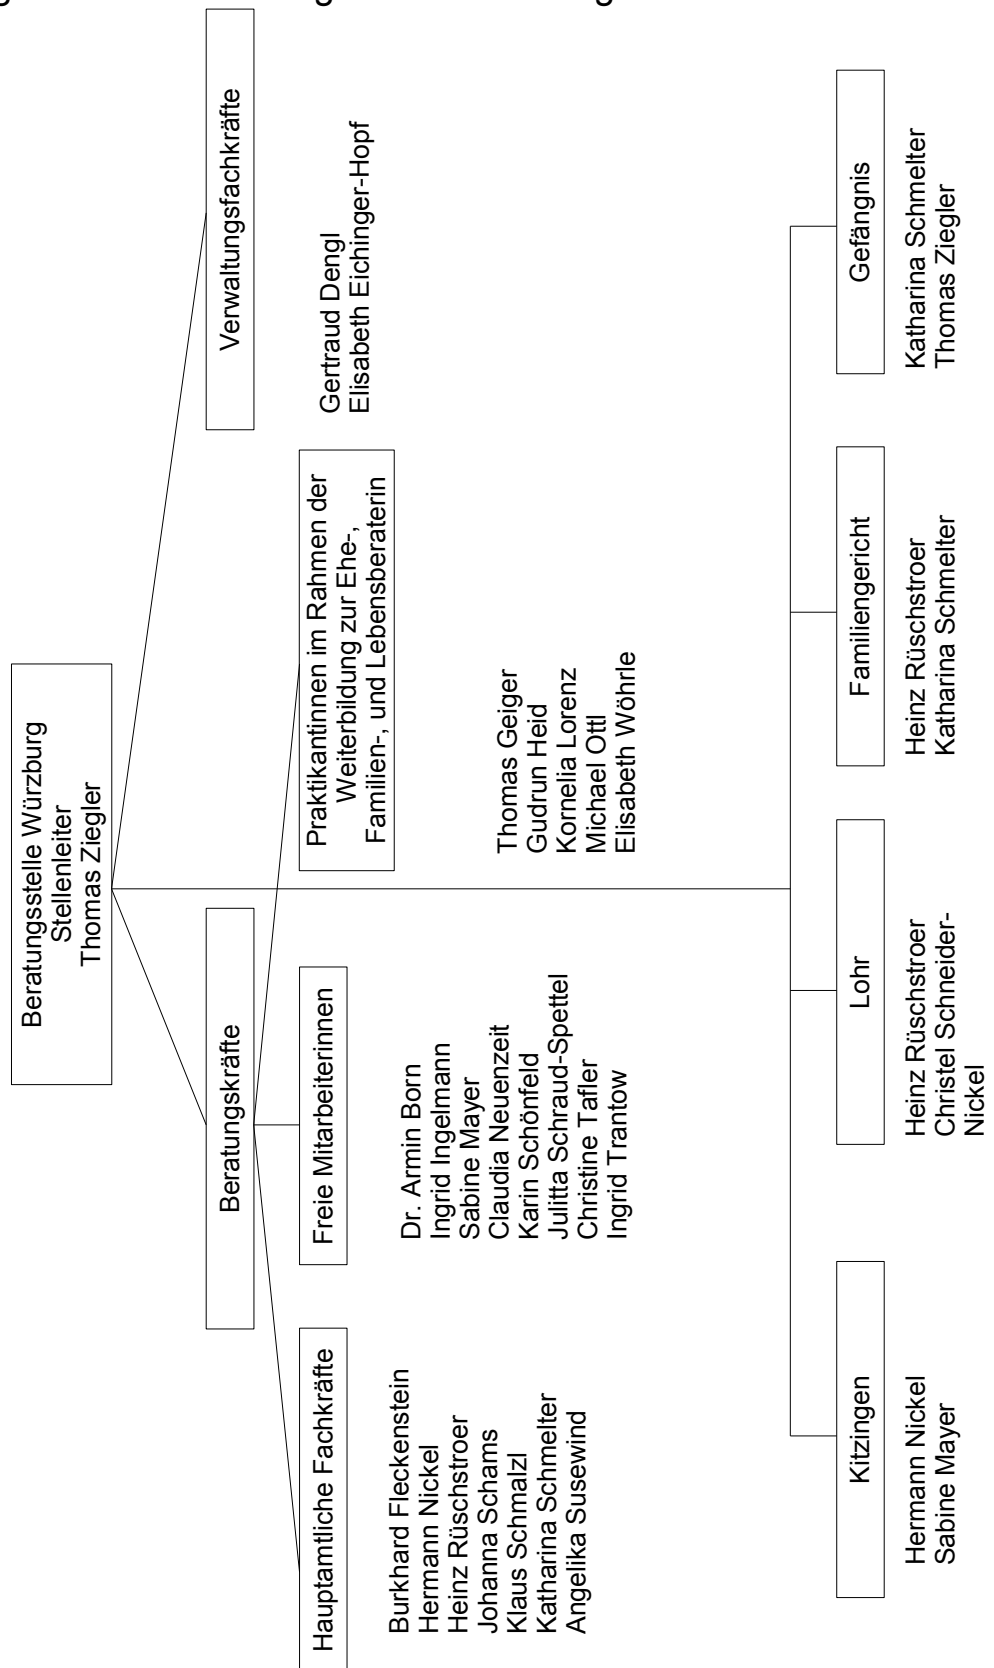 Beratungsstelle Würzburg
Stellenleiter
Thomas Ziegler
Beratungskräfte
Verwaltungsfachkräfte
Hauptamtliche Fachkräfte
Freie Mitarbeiterinnen
Praktikantinnen im Rahmen der
Weiterbildung zur Ehe-,
Familien-, und Lebensberaterin
Burkhard Fleckenstein
Hermann Nickel
Heinz Rüschstroer
Johanna Schams
Klaus Schmalzl
Katharina Schmelter
Angelika Susewind
Dr. Armin Born
Ingrid Ingelmann
Sabine Mayer
Claudia Neuenzeit
Karin Schönfeld
Julitta Schraud-Spettel
Christine Tafler
Ingrid Trantow
Thomas Geiger
Gudrun Heid
Kornelia Lorenz
Michael Ottl
Elisabeth Wöhrle
Gertraud Dengl
Elisabeth Eichinger-Hopf
Kitzingen
Hermann Nickel
Sabine Mayer
Lohr
Heinz Rüschstroer
Christel Schneider-
Nickel
Familiengericht
Heinz Rüschstroer
Katharina Schmelter
Gefängnis
Katharina Schmelter
Thomas Ziegler